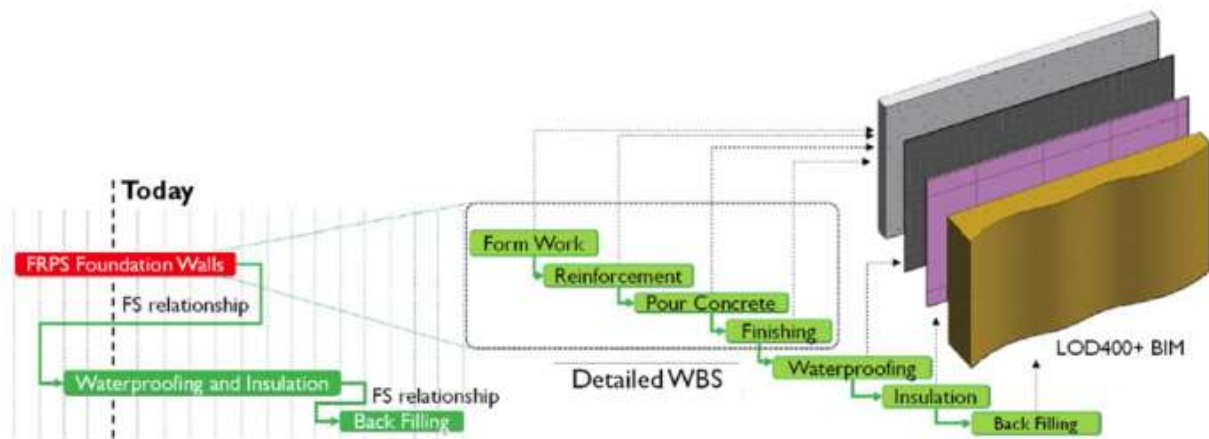 Today
FRPS Foundation Walls
FS relationship
Waterproofing and Insulation
FS relationship
Back Filling
Form Work
Reinforcement
Pour Concrete
Finishing
Detailed WBS
Waterproofing
Insulation
Back Filling
LOD400+ BIM